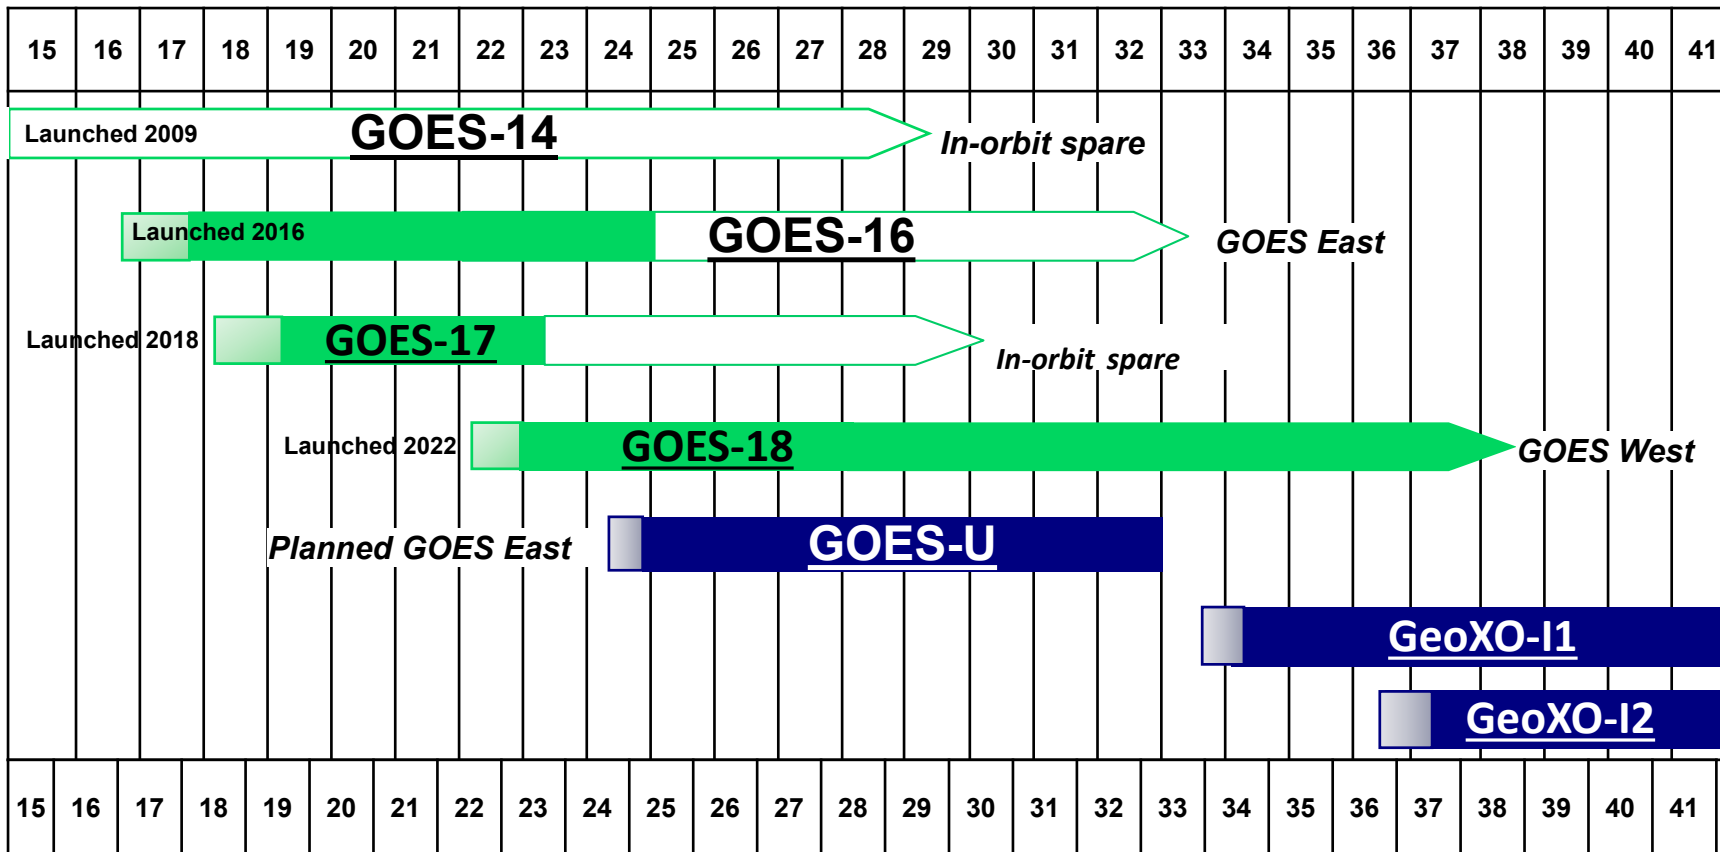 15 16 17 18 19 20 21 22 23 24 25 26 27 28 29 30 31 32 33 34 35 36 37 38 39 40 41
Launched 2009 GOES-14 In-orbit spare
Launched 2016 GOES-16 GOES East
Launched 2018 GOES-17 In-orbit spare
Launched 2022 GOES-18 GOES West
Planned GOES East GOES-U
GeoXO-I1
GeoXO-I2
15 16 17 18 19 20 21 22 23 24 25 26 27 28 29 30 31 32 33 34 35 36 37 38 39 40 41